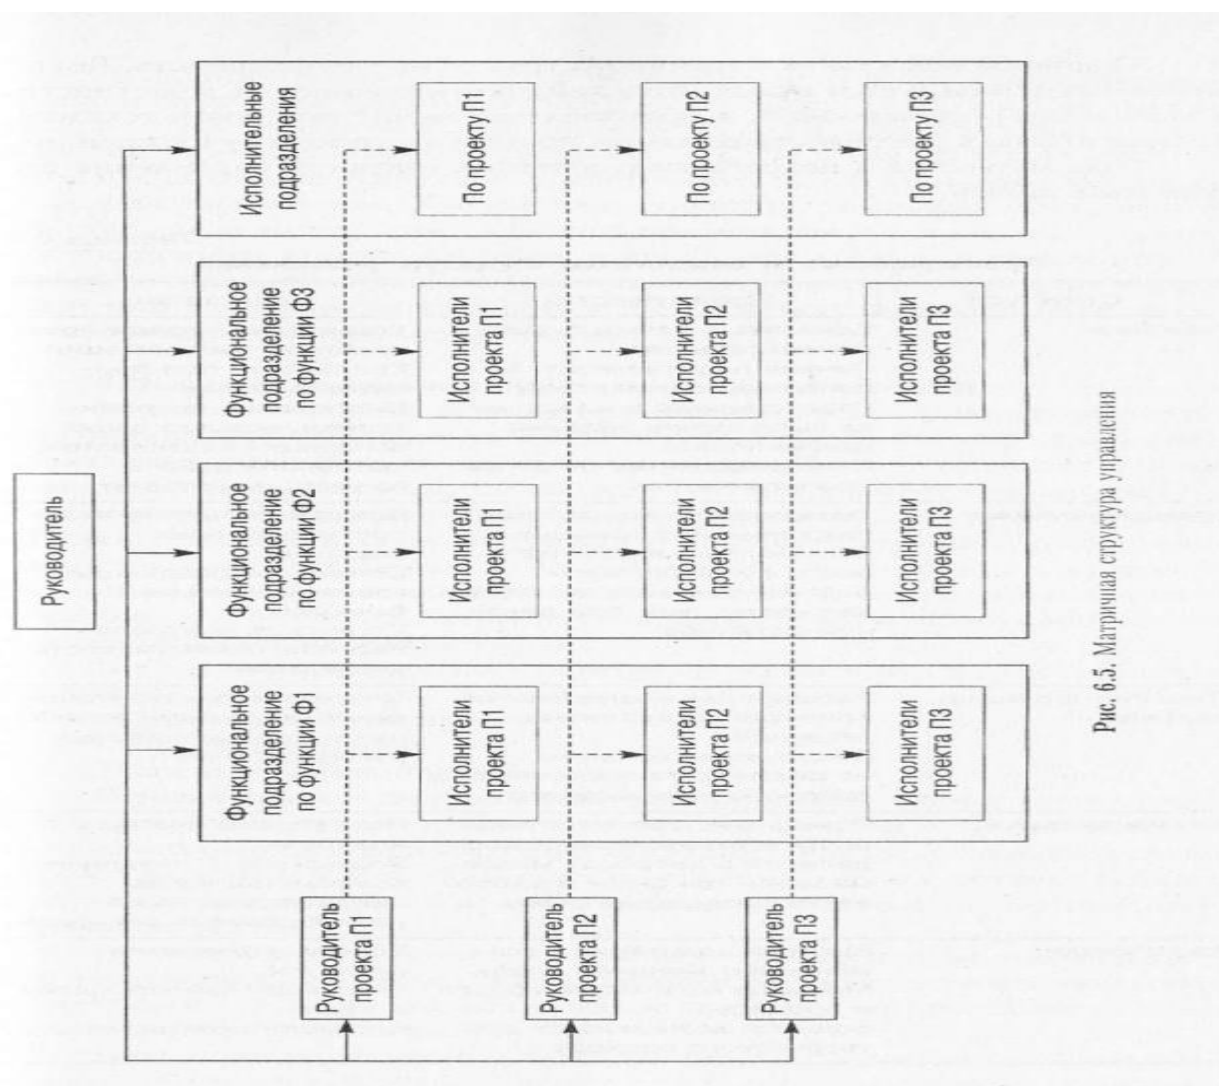 Руководитель
Функциональное
подразделение
по функции Ф1
Функциональное
подразделение
по функции Ф2
Функциональное
подразделение
по функции Ф3
Исполнительные
подразделения
Руководитель
проекта П1
Исполнители
проекта П1
Исполнители
проекта П1
Исполнители
проекта П1
По проекту П1
Руководитель
проекта П2
Исполнители
проекта П2
Исполнители
проекта П2
Исполнители
проекта П2
По проекту П2
Руководитель
проекта П3
Исполнители
проекта П3
Исполнители
проекта П3
Исполнители
проекта П3
По проекту П3
Рис. 6.5. Матричная структура управления